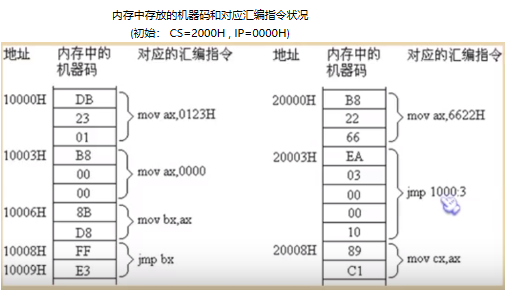 内存中存放的机器码和对应汇编指令状况
(初始： CS=2000H , IP=0000H)
地址 内存中的机器码 对应的汇编指令
10000H DB
23 mov ax,0123H
01
10003H B8
00 mov ax,0000
00
10006H 8B
D8 mov bx,ax
10008H FF
10009H E3 jmp bx
地址 内存中的机器码 对应的汇编指令
20000H B8
22 mov ax,6622H
66
20003H EA
03
00 jmp 1000:3
00
10
20008H 89
C1 mov cx,ax